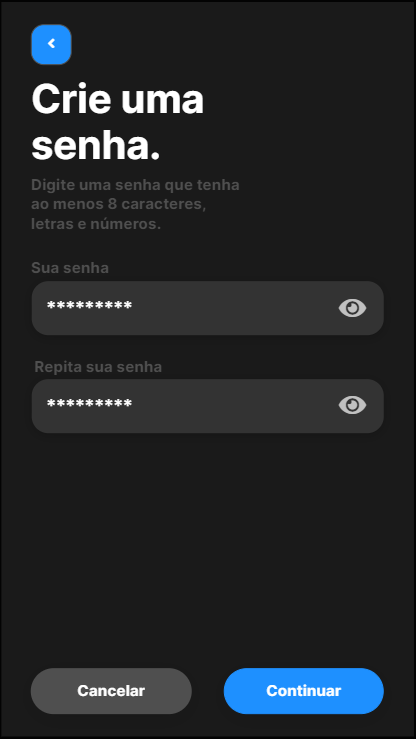 Crie uma
senha.
Digite uma senha que tenha
ao menos 8 caracteres,
letras e números.
Sua senha
*********
Repita sua senha
*********
Cancelar
Continuar